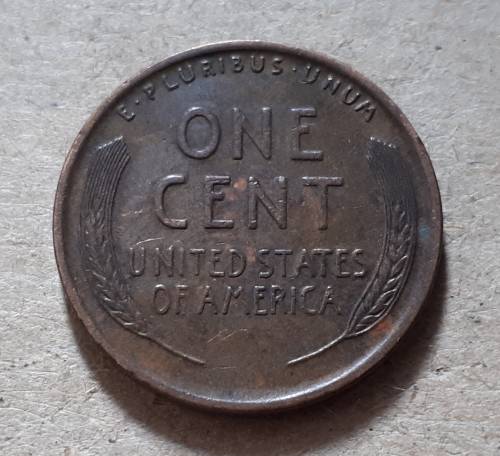 E·PLURIBUS·UNUM
ONE
CENT
UNITED STATES
OF AMERICA